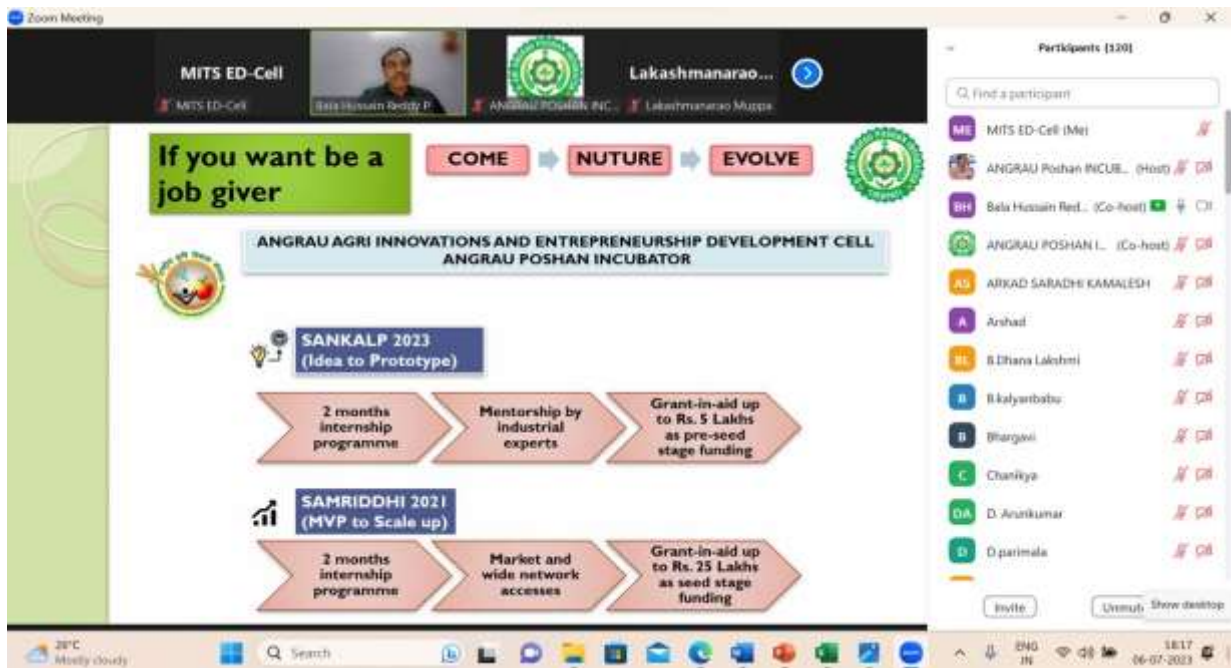 Zoom Meeting
MITS ED-Cell
MITS ED-Cell
Bala Hussain Reddy P
ANGRAU POSHAN INC...
Lakashmanarao...
Lakashmanarao Muppa
If you want be a
job giver
COME
NUTURE
EVOLVE
ANGRAU AGRI INNOVATIONS AND ENTREPRENEURSHIP DEVELOPMENT CELL
ANGRAU POSHAN INCUBATOR
SANKALP 2023
(Idea to Prototype)
2 months
internship
programme
Mentorship by
industrial
experts
Grant-in-aid up
to Rs. 5 Lakhs
as pre-seed
stage funding
SAMRIDDHI 2021
(MVP to Scale up)
2 months
internship
programme
Market and
wide network
accesses
Grant-in-aid up
to Rs. 25 Lakhs
as seed stage
funding
Participants (120)
Find a participant
ME MITS ED-Cell (Me)
ANGRAU Poshan INCUB... (Host)
BH Bala Hussain Red... (Co-host)
ANGRAU POSHAN I... (Co-host)
AS ARKAD SARADHI KAMALESH
A Arshad
BL B.Dhana Lakshmi
B B.kalyanbabu
B Bhargavi
C Chanikya
DA D. Arunkumar
D D.parimala
Invite
Unmut
Show desktop
28°C
Mostly cloudy
Search
ENG
IN
18:17
06-07-2023